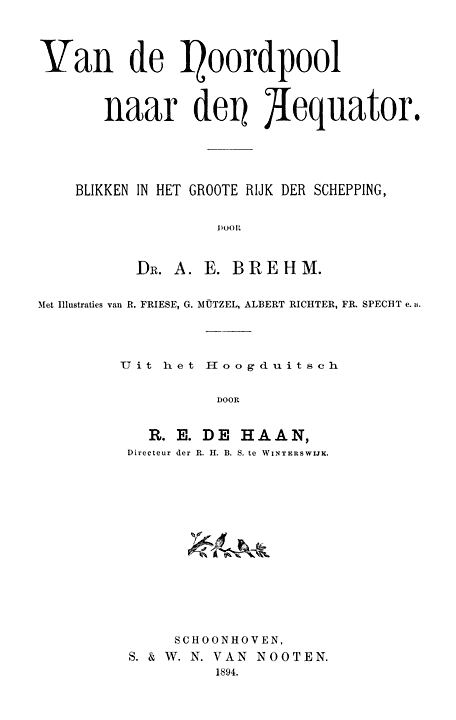 Van de Noordpool
naar den Aequator.
BLIKKEN IN HET GROOTE RIJK DER SCHEPPING,
DOOR
DR. A. E. BREHM.
Met Illustraties van R. FRIESE, G. MÜTZEL, ALBERT RICHTER, FR. SPECHT e. a.
Uit het Hoogduitsch
DOOR
R. E. DE HAAN,
Directeur der R. H. B. S. te WINTERSWIJK.
SCHOONHOVEN,
S. & W. N. VAN NOOTEN.
1894.